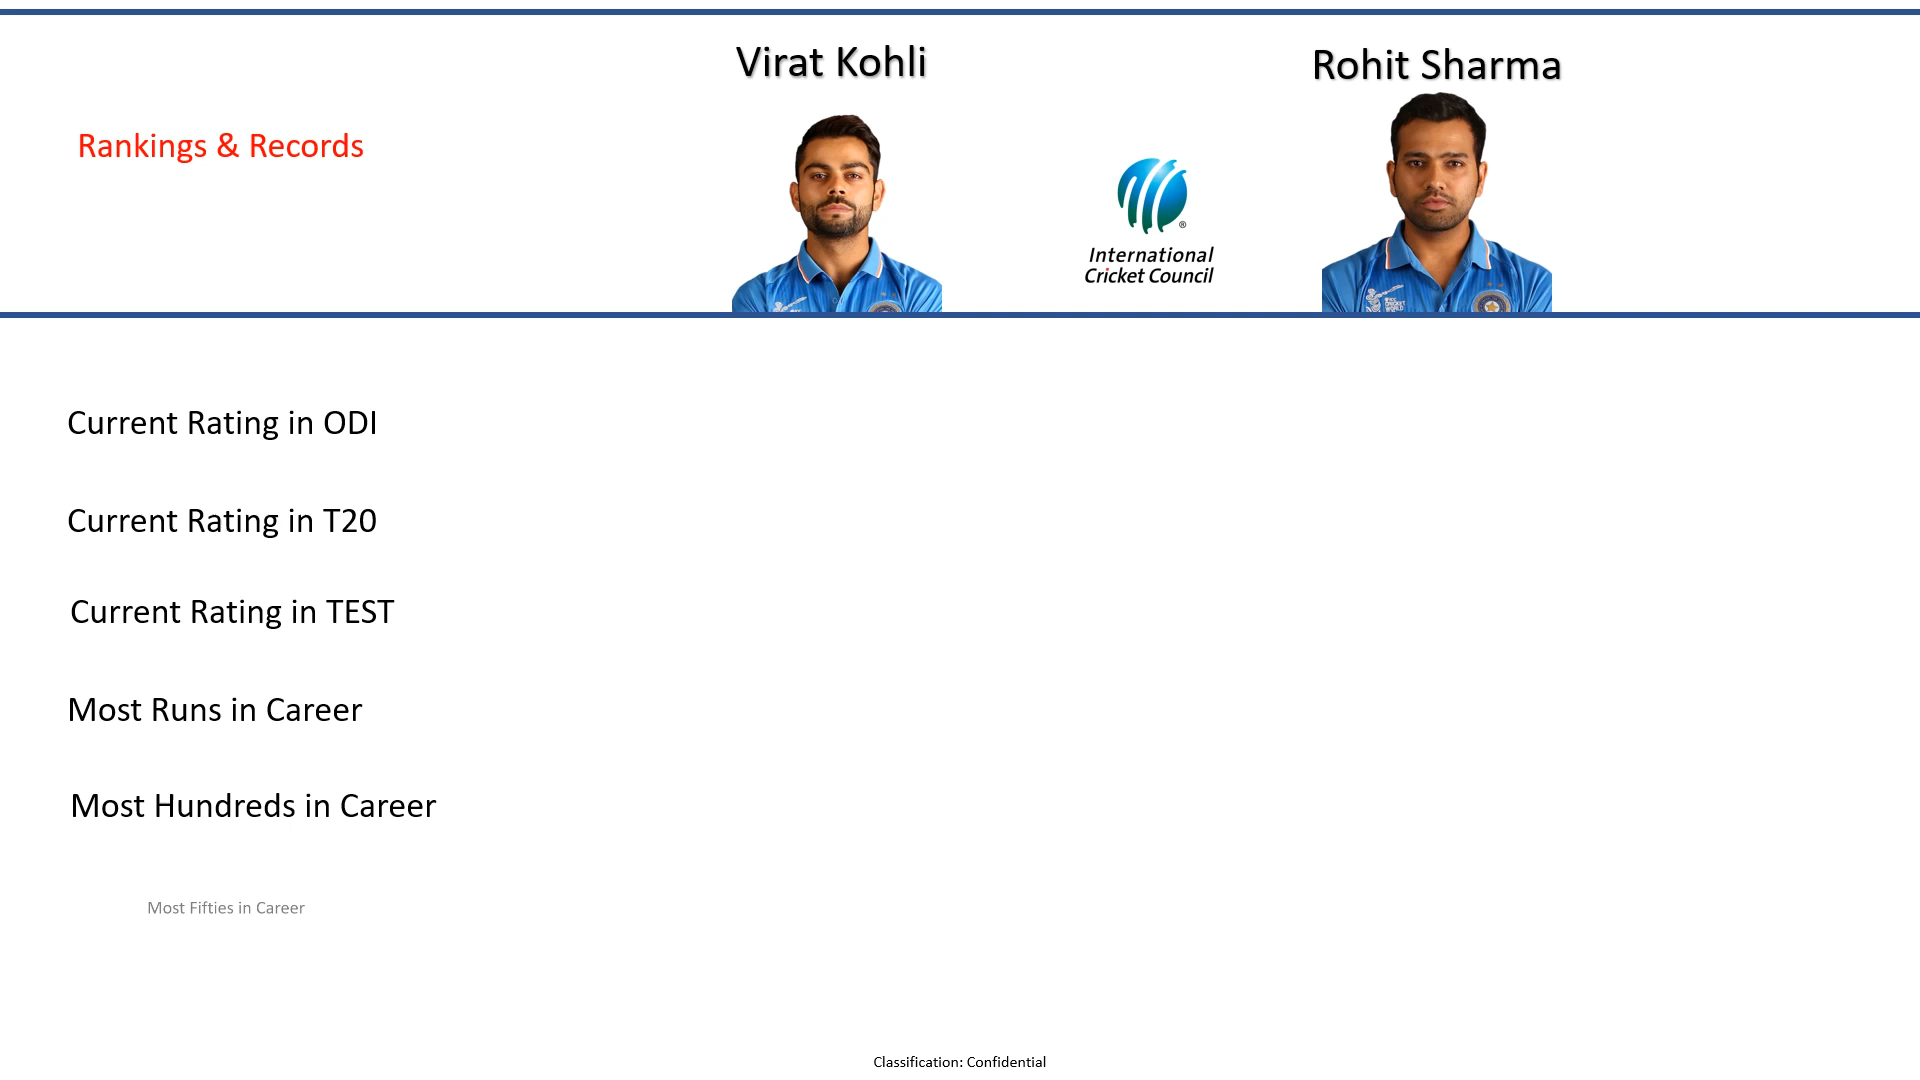 Virat Kohli
Rohit Sharma
Rankings & Records
®
International
Cricket Council
Current Rating in ODI
Current Rating in T20
Current Rating in TEST
Most Runs in Career
Most Hundreds in Career
Most Fifties in Career
Classification: Confidential